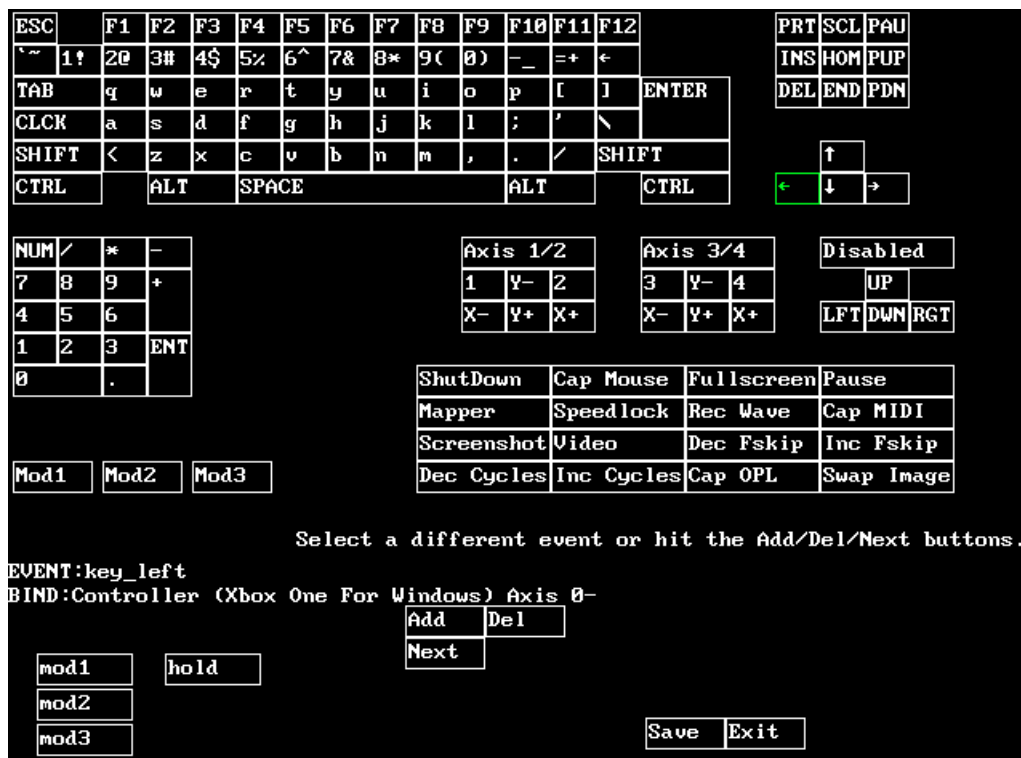 ESC F1 F2 F3 F4 F5 F6 F7 F8 F9 F10 F11 F12 PRT SCL PAU
`~ 1! 2@ 3# 4$ 5% 6^ 7& 8* 9( 0) -_ =+ ← INS HOM PUP
TAB q w e r t y u i o p [ ] ENTER DEL END PDN
CLCK a s d f g h j k l ; ' \
SHIFT < z x c v b n m , . / SHIFT ↑
CTRL ALT SPACE ALT CTRL ← ↓ →
NUM / * - Axis 1/2 Axis 3/4 Disabled
7 8 9 + 1 Y- 2 3 Y- 4 UP
4 5 6 X- Y+ X+ X- Y+ X+ LFT DWN RGT
1 2 3 ENT
0 . ShutDown Cap Mouse Fullscreen Pause
Mapper Speedlock Rec Wave Cap MIDI
Screenshot Video Dec Fskip Inc Fskip
Mod1 Mod2 Mod3 Dec Cycles Inc Cycles Cap OPL Swap Image
Select a different event or hit the Add/Del/Next buttons.
EVENT:key_left
BIND:Controller (Xbox One For Windows) Axis 0-
Add Del
Next
mod1 hold
mod2
mod3 Save Exit